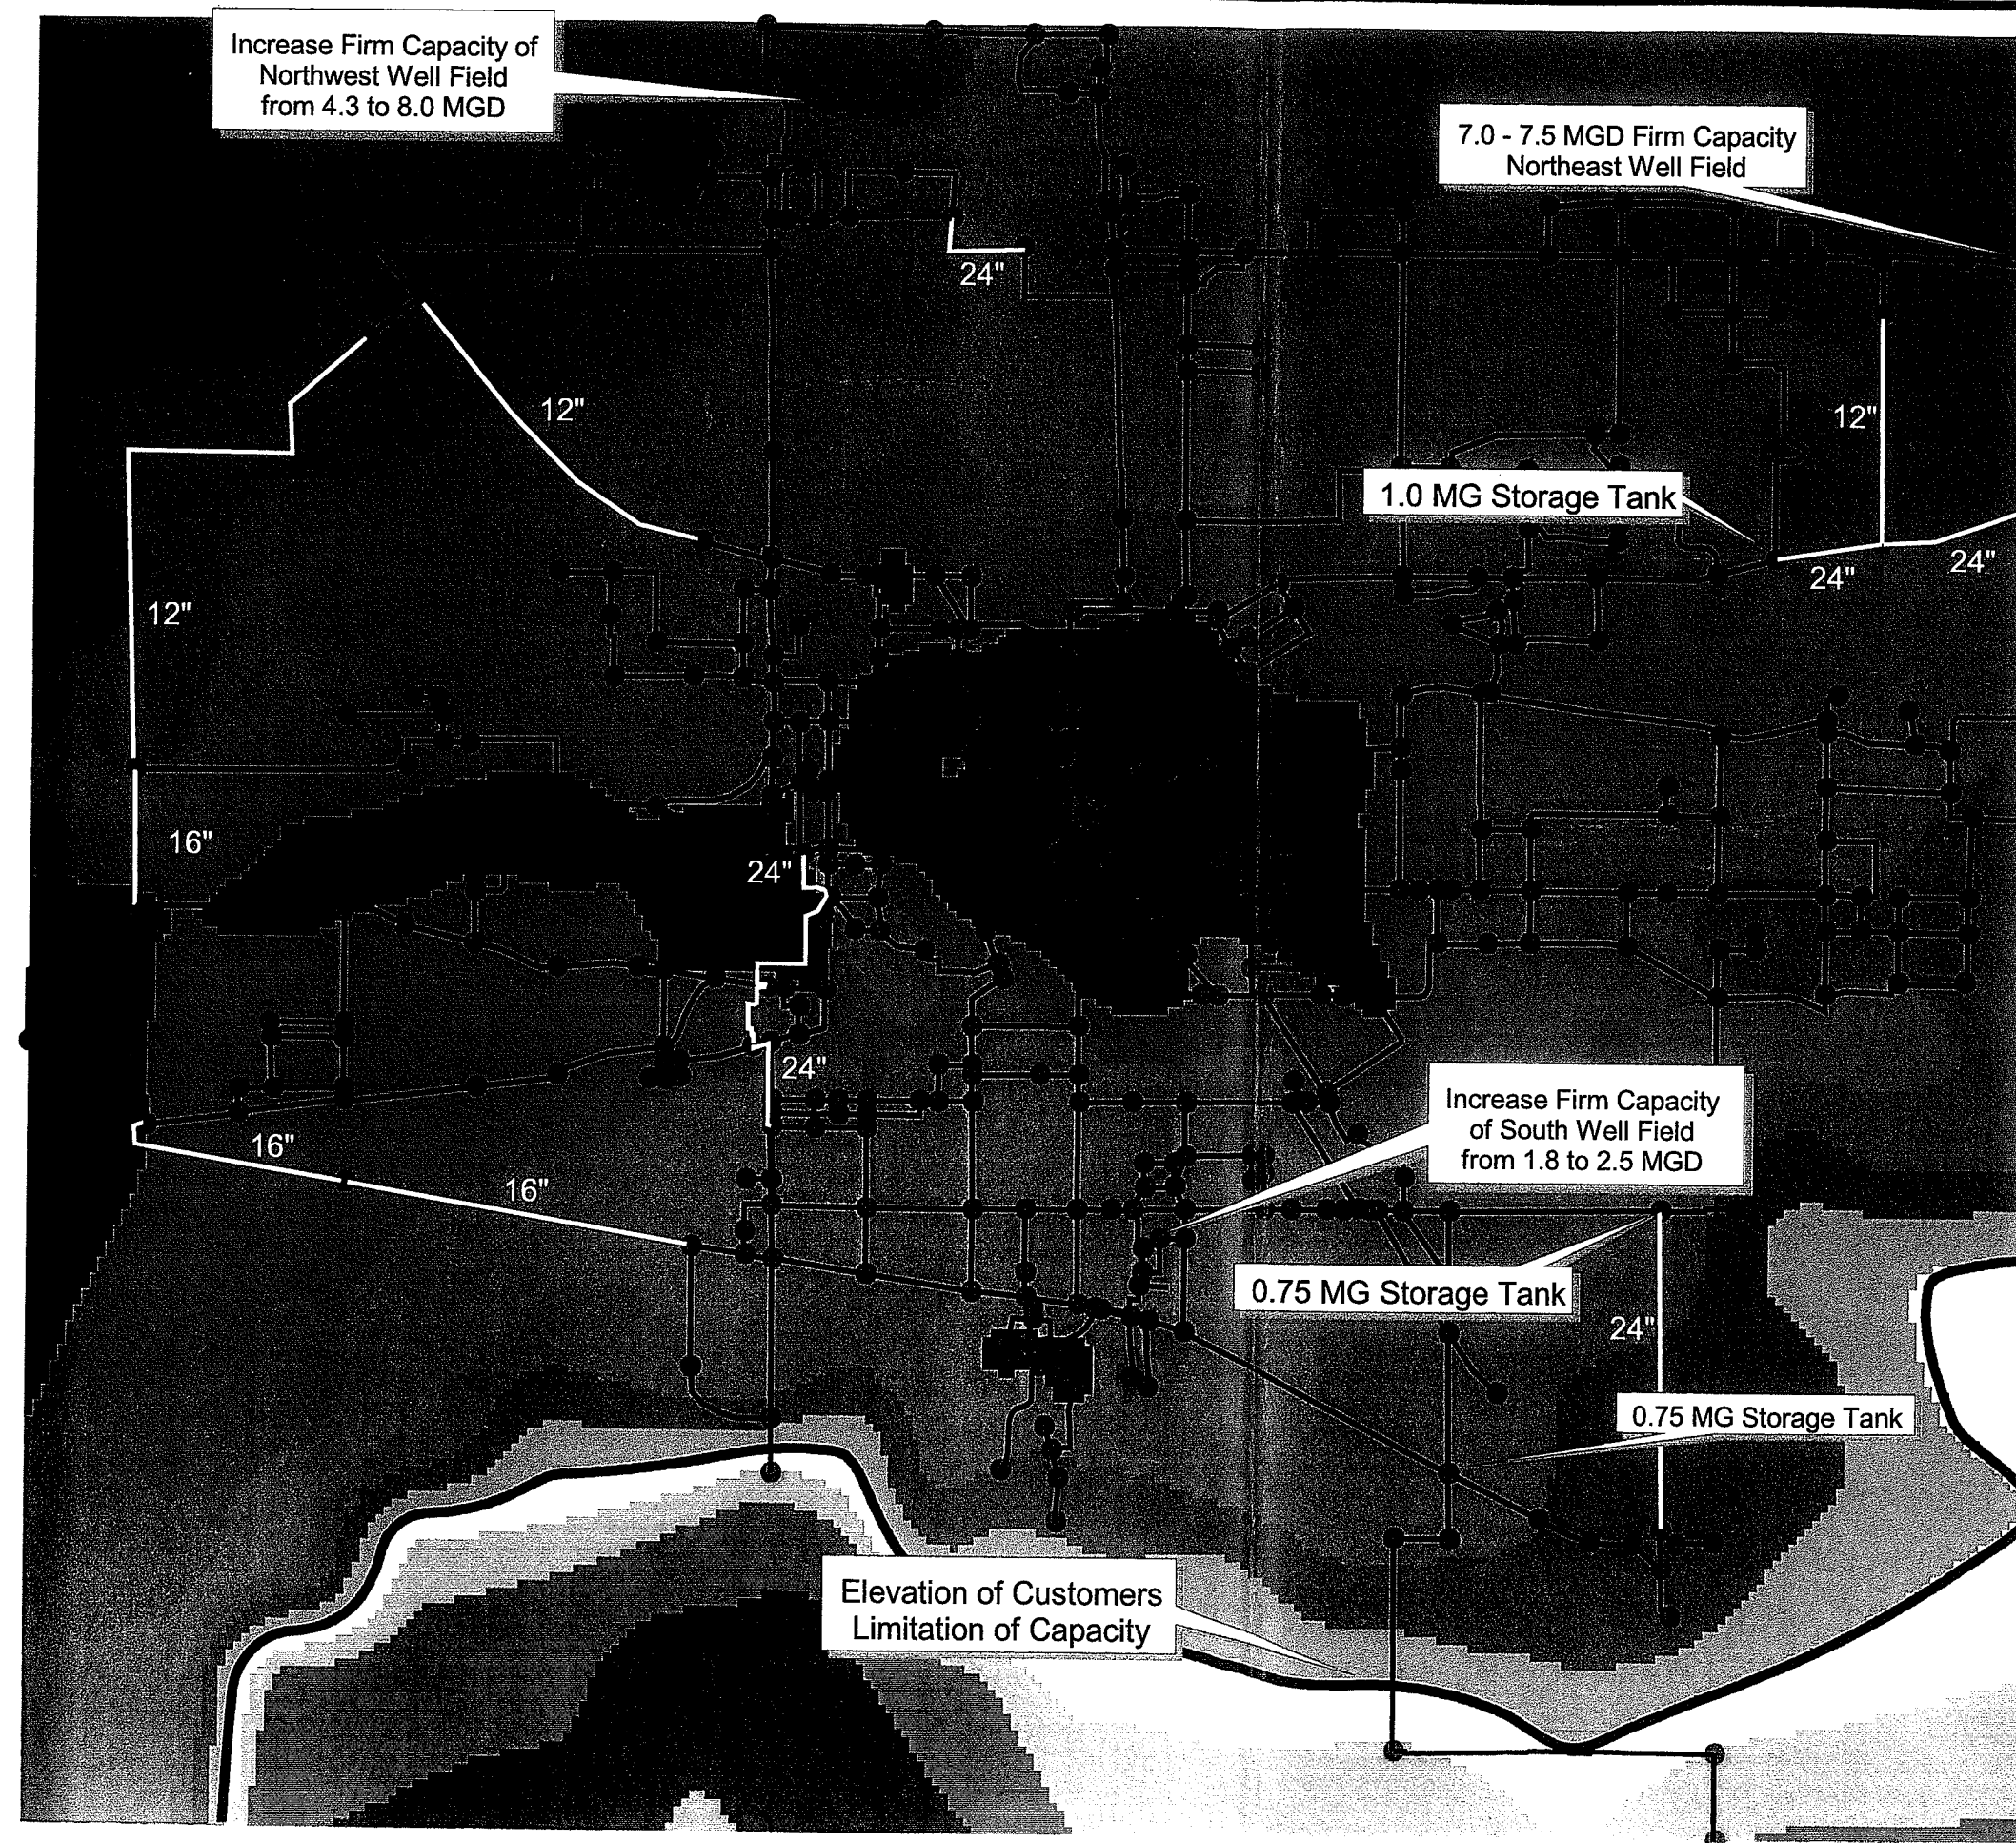 Increase Firm Capacity of
Northwest Well Field
from 4.3 to 8.0 MGD
7.0 - 7.5 MGD Firm Capacity
Northeast Well Field
24"
12"
12"
1.0 MG Storage Tank
24"
24"
12"
16"
24"
24"
16"
16"
Increase Firm Capacity
of South Well Field
from 1.8 to 2.5 MGD
0.75 MG Storage Tank
24"
0.75 MG Storage Tank
Elevation of Customers
Limitation of Capacity